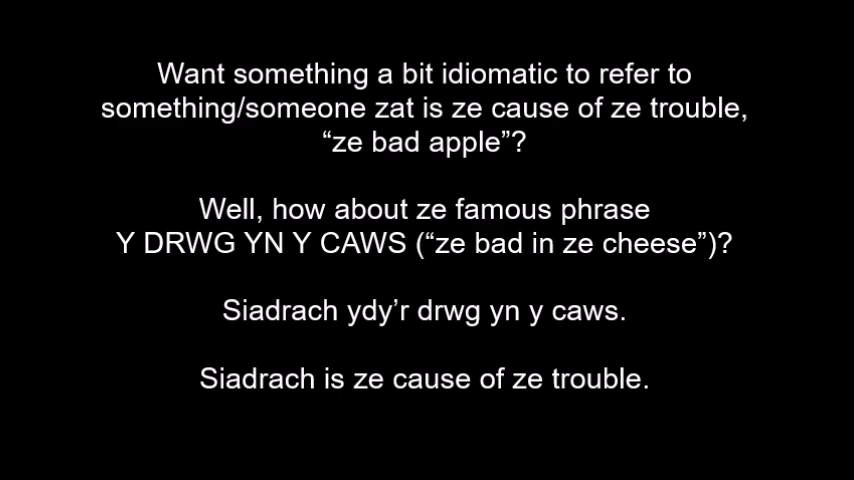 Want something a bit idiomatic to refer to
something/someone zat is ze cause of ze trouble,
“ze bad apple”?
Well, how about ze famous phrase
Y DRWG YN Y CAWS (“ze bad in ze cheese”)?
Siadrach ydy’r drwg yn y caws.
Siadrach is ze cause of ze trouble.